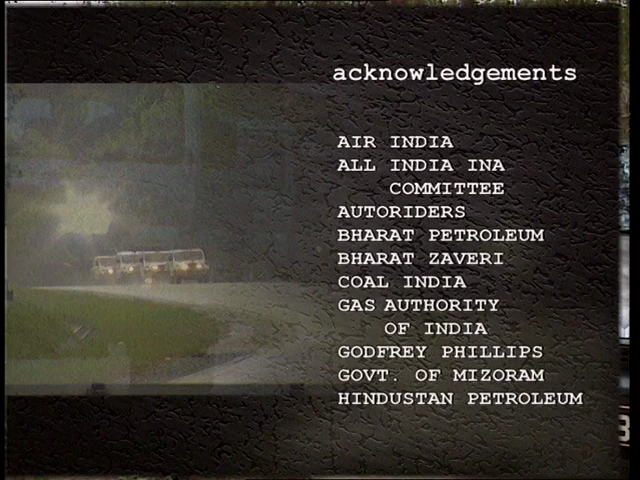 acknowledgements
AIR INDIA
ALL INDIA INA
COMMITTEE
AUTORIDERS
BHARAT PETROLEUM
BHARAT ZAVERI
COAL INDIA
GAS AUTHORITY
OF INDIA
GODFREY PHILLIPS
GOVT. OF MIZORAM
HINDUSTAN PETROLEUM